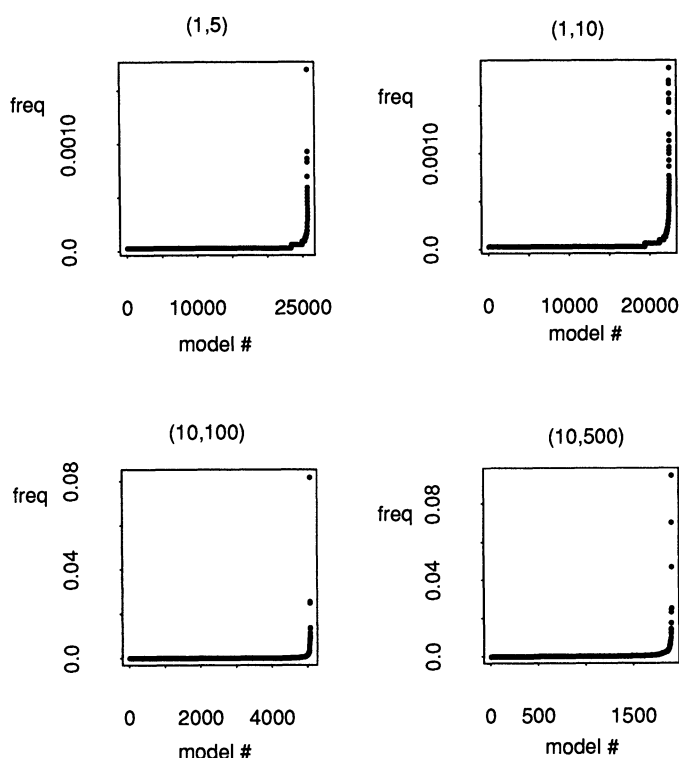 (1,5)
freq
0.0010
0.0
0 10000 25000
model #
(1,10)
freq
0.0010
0.0
0 10000 20000
model #
(10,100)
freq
0.08
0.04
0.0
0 2000 4000
model #
(10,500)
freq
0.08
0.04
0.0
0 500 1500
model #